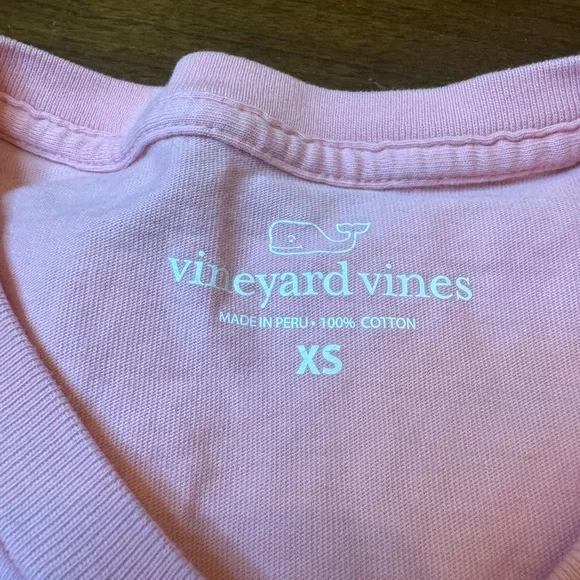 vineyard vines
MADE IN PERU • 100% COTTON
XS